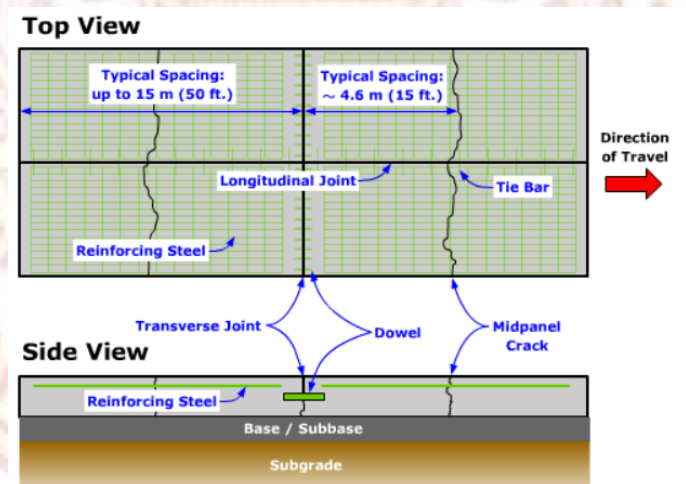 Top View
Typical Spacing:
up to 15 m (50 ft.)
Typical Spacing:
~ 4.6 m (15 ft.)
Direction
of Travel
Longitudinal Joint
Tie Bar
Reinforcing Steel
Transverse Joint
Dowel
Midpanel
Crack
Side View
Reinforcing Steel
Base / Subbase
Subgrade